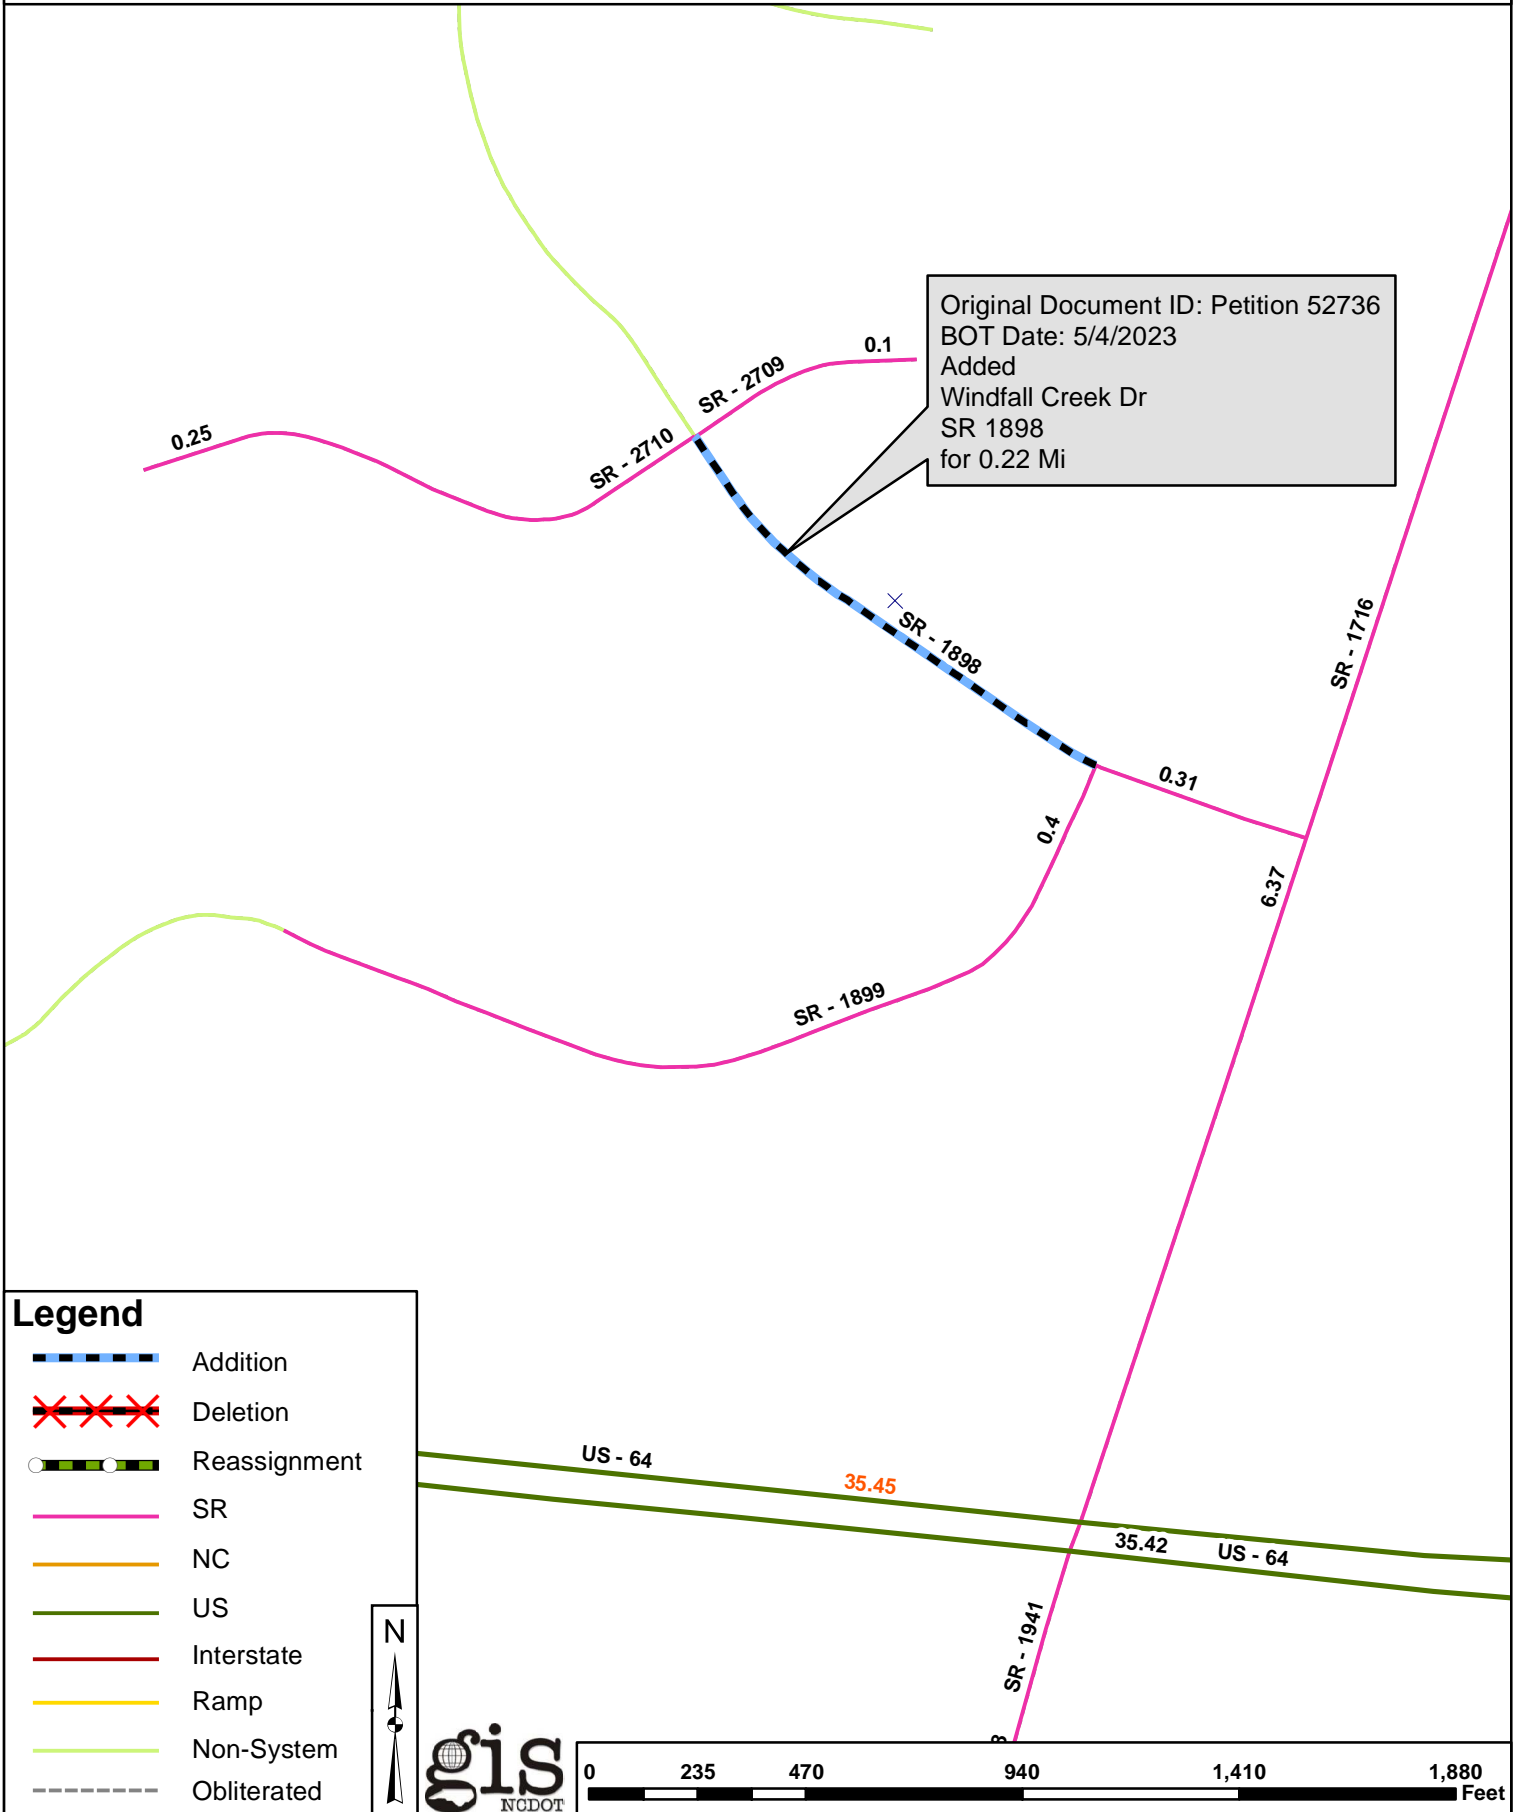 Original Document ID: Petition 52736
BOT Date: 5/4/2023
Added
Windfall Creek Dr
SR 1898
for 0.22 Mi
0.1
SR - 2709
0.25
SR - 2710
SR - 1898
SR - 1716
0.31
0.4
6.37
SR - 1899
Legend
Addition
Deletion
Reassignment
SR
NC
US
Interstate
Ramp
Non-System
Obliterated
US - 64
35.45
35.42
US - 64
SR - 1941
N
gis
NCDOT
0 235 470 940 1,410 1,880
Feet